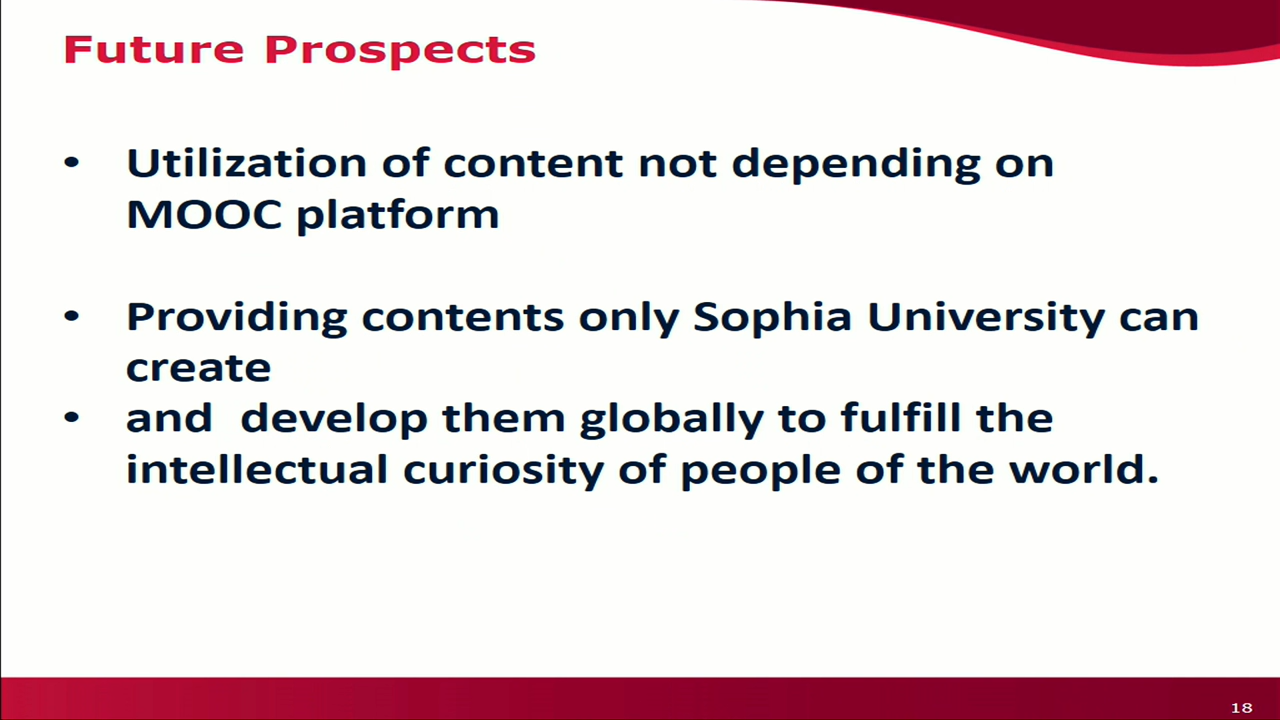 Future Prospects
• Utilization of content not depending on
MOOC platform
• Providing contents only Sophia University can
create
• and  develop them globally to fulfill the
intellectual curiosity of people of the world.
18